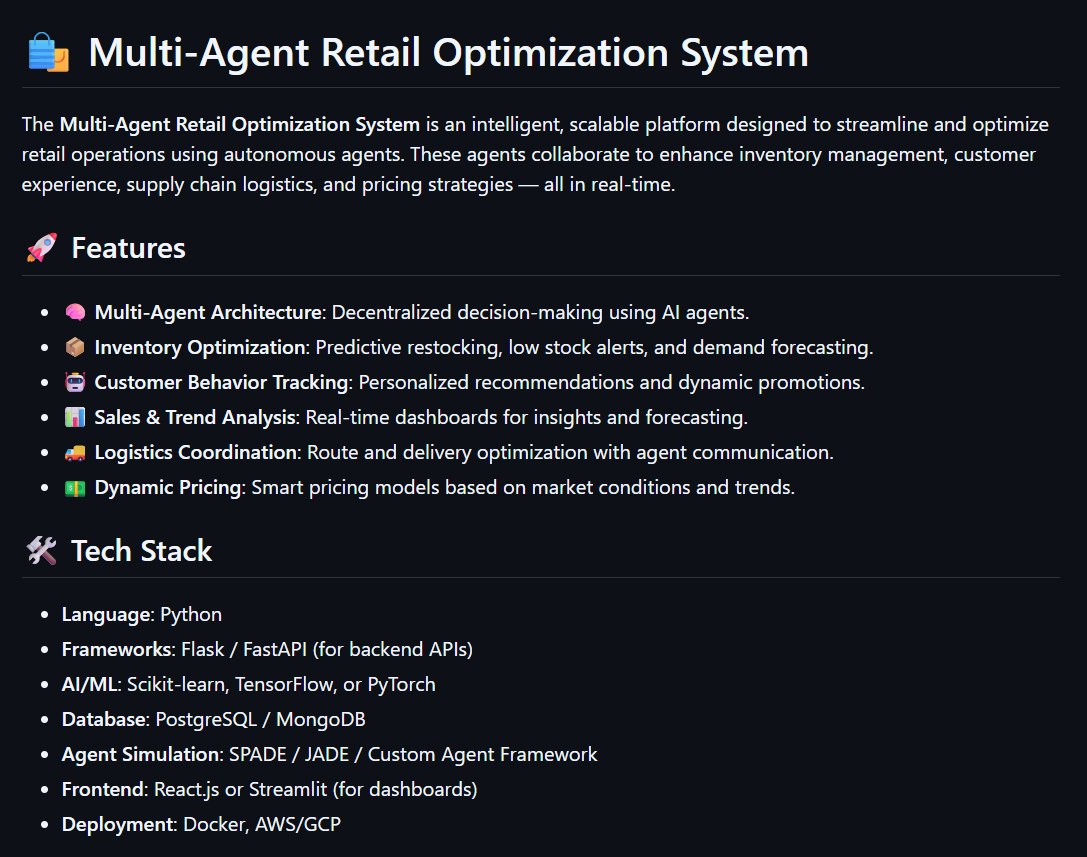 Multi-Agent Retail Optimization System
The Multi-Agent Retail Optimization System is an intelligent, scalable platform designed to streamline and optimize
retail operations using autonomous agents. These agents collaborate to enhance inventory management, customer
experience, supply chain logistics, and pricing strategies — all in real-time.
Features
Multi-Agent Architecture: Decentralized decision-making using AI agents.
Inventory Optimization: Predictive restocking, low stock alerts, and demand forecasting.
Customer Behavior Tracking: Personalized recommendations and dynamic promotions.
Sales & Trend Analysis: Real-time dashboards for insights and forecasting.
Logistics Coordination: Route and delivery optimization with agent communication.
Dynamic Pricing: Smart pricing models based on market conditions and trends.
Tech Stack
Language: Python
Frameworks: Flask / FastAPI (for backend APIs)
AI/ML: Scikit-learn, TensorFlow, or PyTorch
Database: PostgreSQL / MongoDB
Agent Simulation: SPADE / JADE / Custom Agent Framework
Frontend: React.js or Streamlit (for dashboards)
Deployment: Docker, AWS/GCP